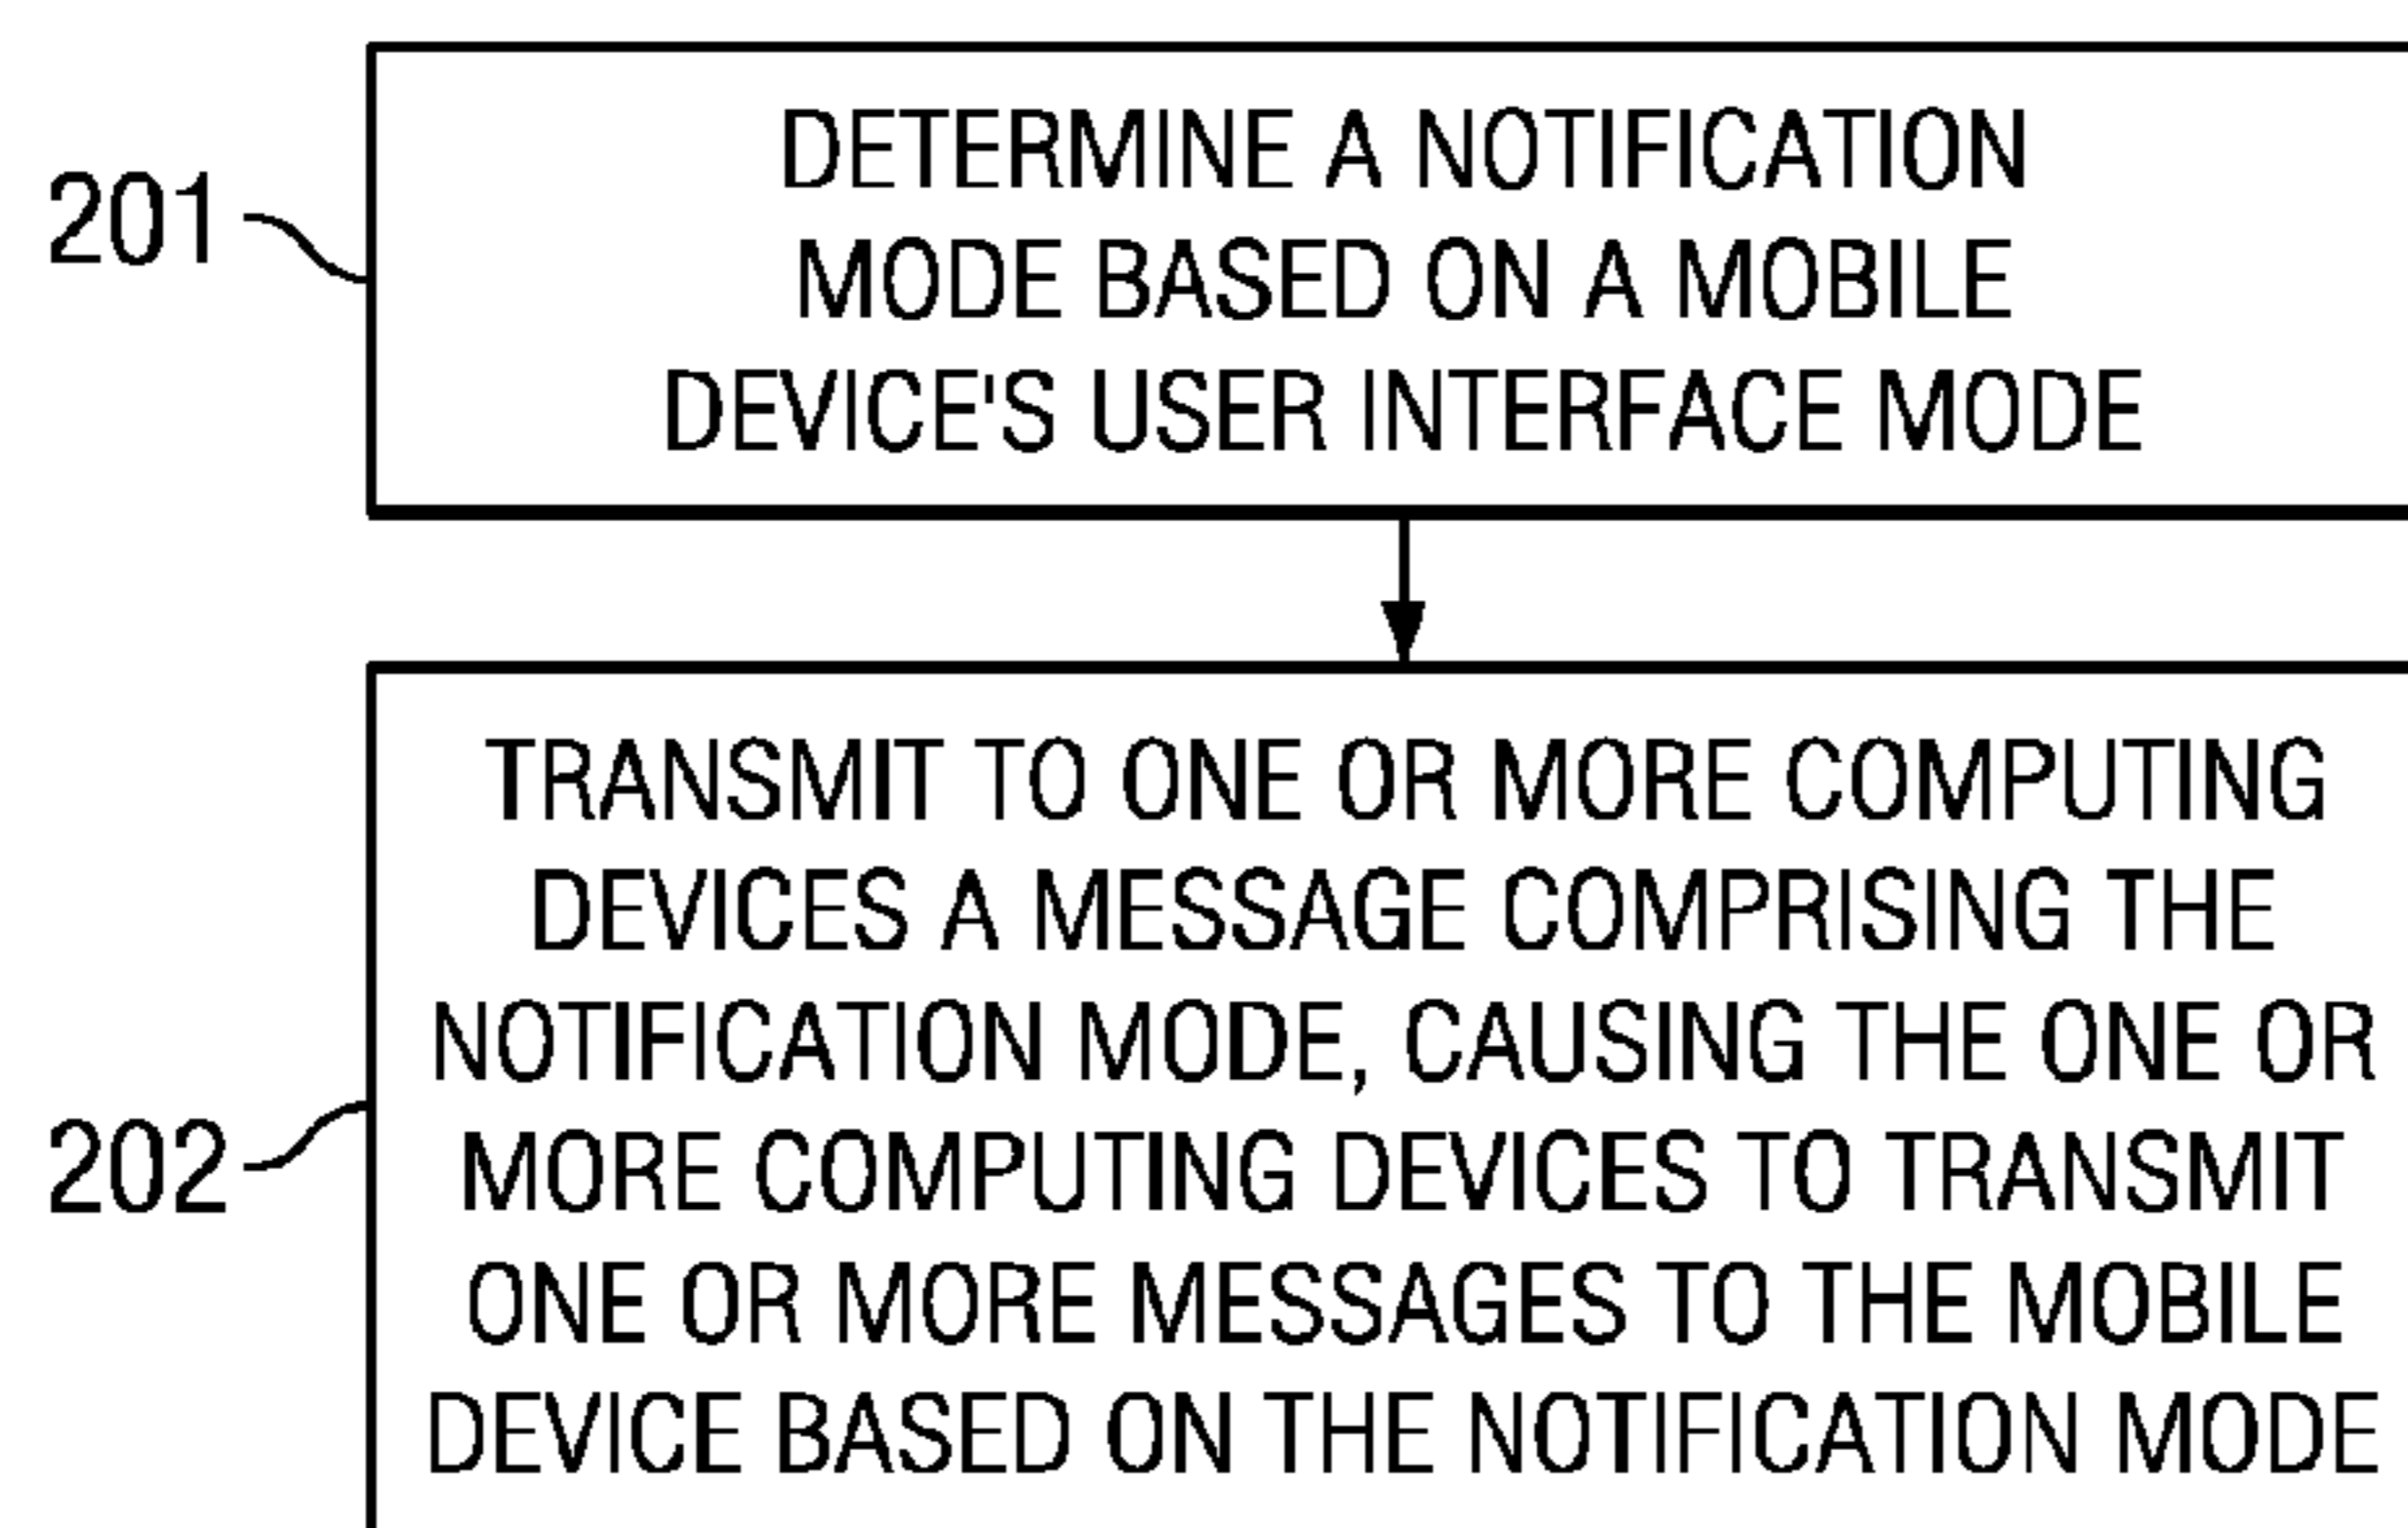 201
DETERMINE A NOTIFICATION
MODE BASED ON A MOBILE
DEVICE'S USER INTERFACE MODE
202
TRANSMIT TO ONE OR MORE COMPUTING
DEVICES A MESSAGE COMPRISING THE
NOTIFICATION MODE, CAUSING THE ONE OR
MORE COMPUTING DEVICES TO TRANSMIT
ONE OR MORE MESSAGES TO THE MOBILE
DEVICE BASED ON THE NOTIFICATION MODE